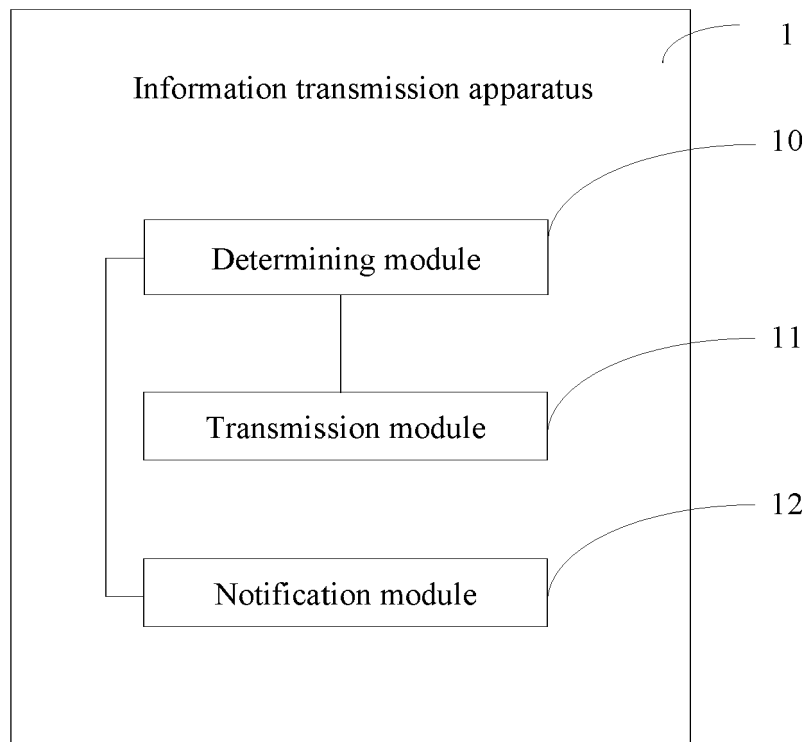 1
Information transmission apparatus
10
Determining module
11
Transmission module
12
Notification module